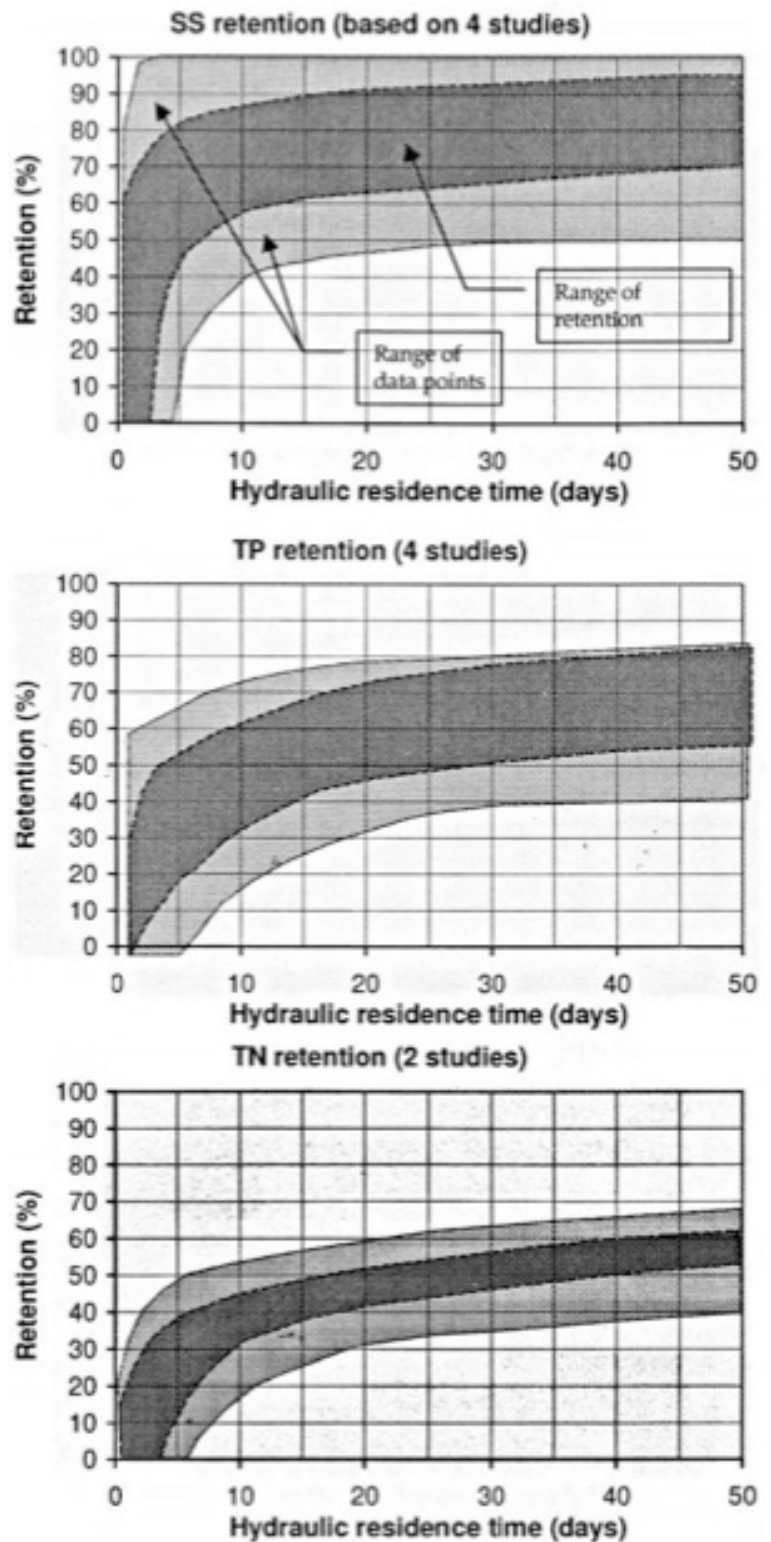 SS retention (based on 4 studies)
100
90
80
70
60
50
40
30
20
10
0
Retention (%)
Range of
retention
Range of
data points
0 10 20 30 40 50
Hydraulic residence time (days)
TP retention (4 studies)
100
90
80
70
60
50
40
30
20
10
0
Retention (%)
0 10 20 30 40 50
Hydraulic residence time (days)
TN retention (2 studies)
100
90
80
70
60
50
40
30
20
10
0
Retention (%)
0 10 20 30 40 50
Hydraulic residence time (days)